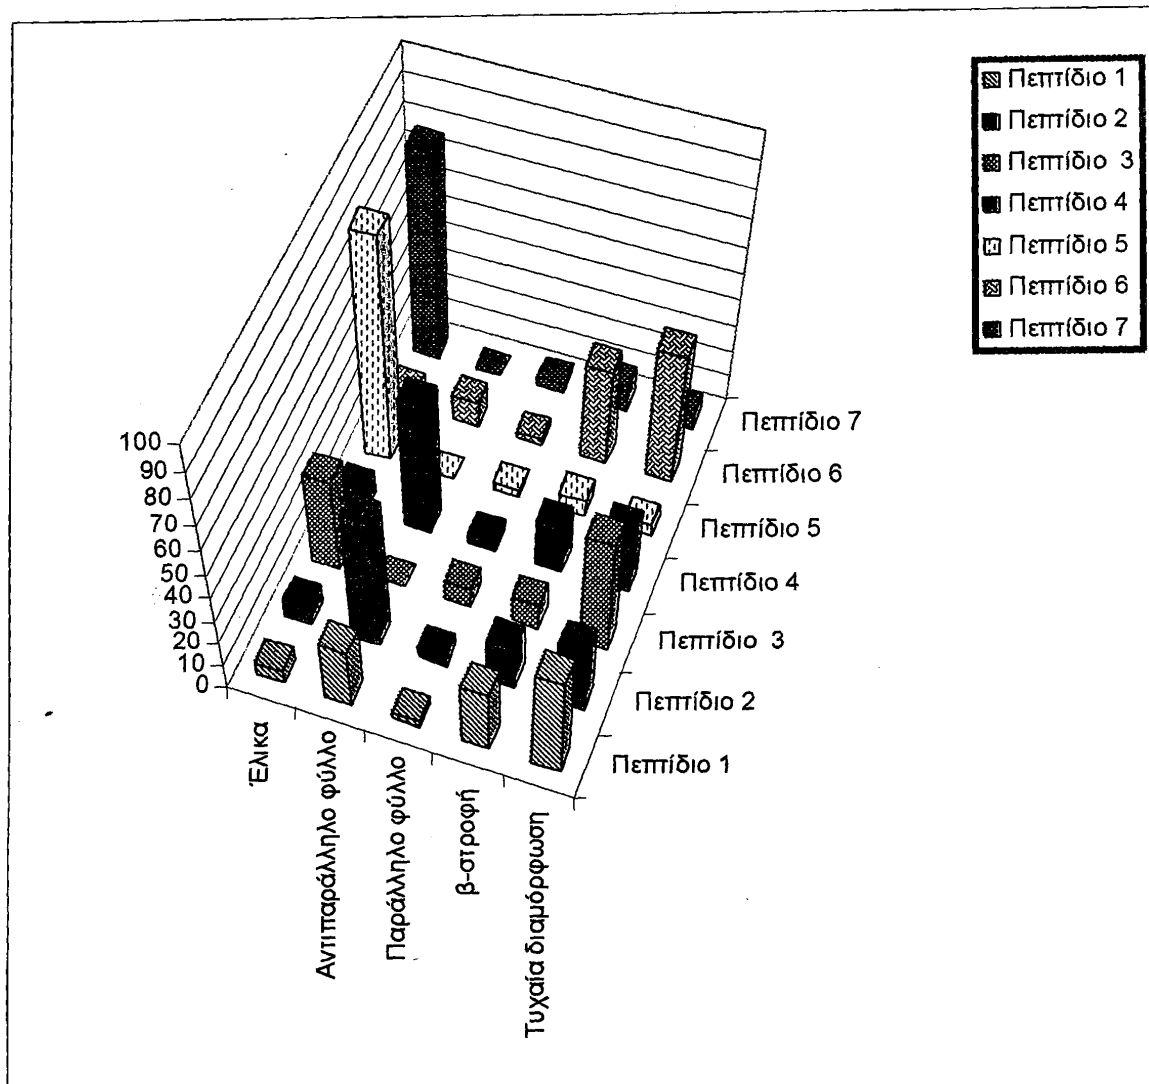 Πεπτίδιο 1
Πεπτίδιο 2
Πεπτίδιο 3
Πεπτίδιο 4
Πεπτίδιο 5
Πεπτίδιο 6
Πεπτίδιο 7
100
90
80
70
60
50
40
30
20
10
0
Πεπτίδιο 7
Πεπτίδιο 6
Πεπτίδιο 5
Πεπτίδιο 4
Πεπτίδιο 3
Πεπτίδιο 2
Πεπτίδιο 1
Έλικα
Αντιπαράλληλο φύλλο
Παράλληλο φύλλο
β-στροφή
Τυχαία διαμόρφωση